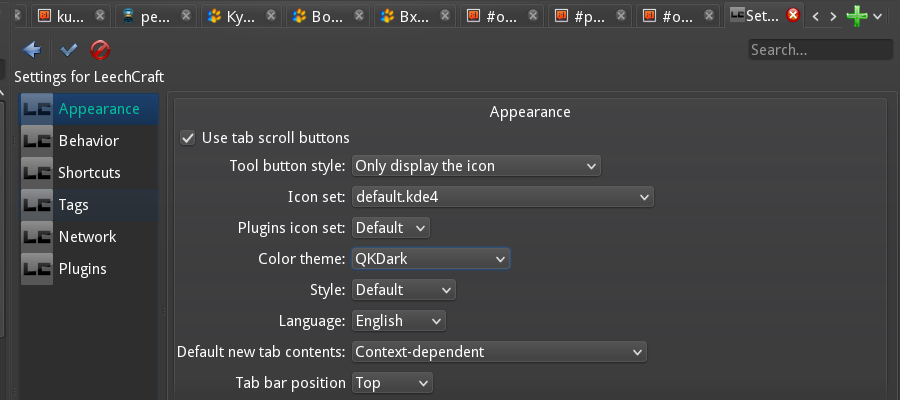 ku...
pe...
Ky...
Bo...
Bx...
#o...
#p...
#o...
Set...
Search...
Settings for LeechCraft
LC Appearance
LC Behavior
LC Shortcuts
LC Tags
LC Network
LC Plugins
Appearance
Use tab scroll buttons
Tool button style: Only display the icon
Icon set: default.kde4
Plugins icon set: Default
Color theme: QKDark
Style: Default
Language: English
Default new tab contents: Context-dependent
Tab bar position Top